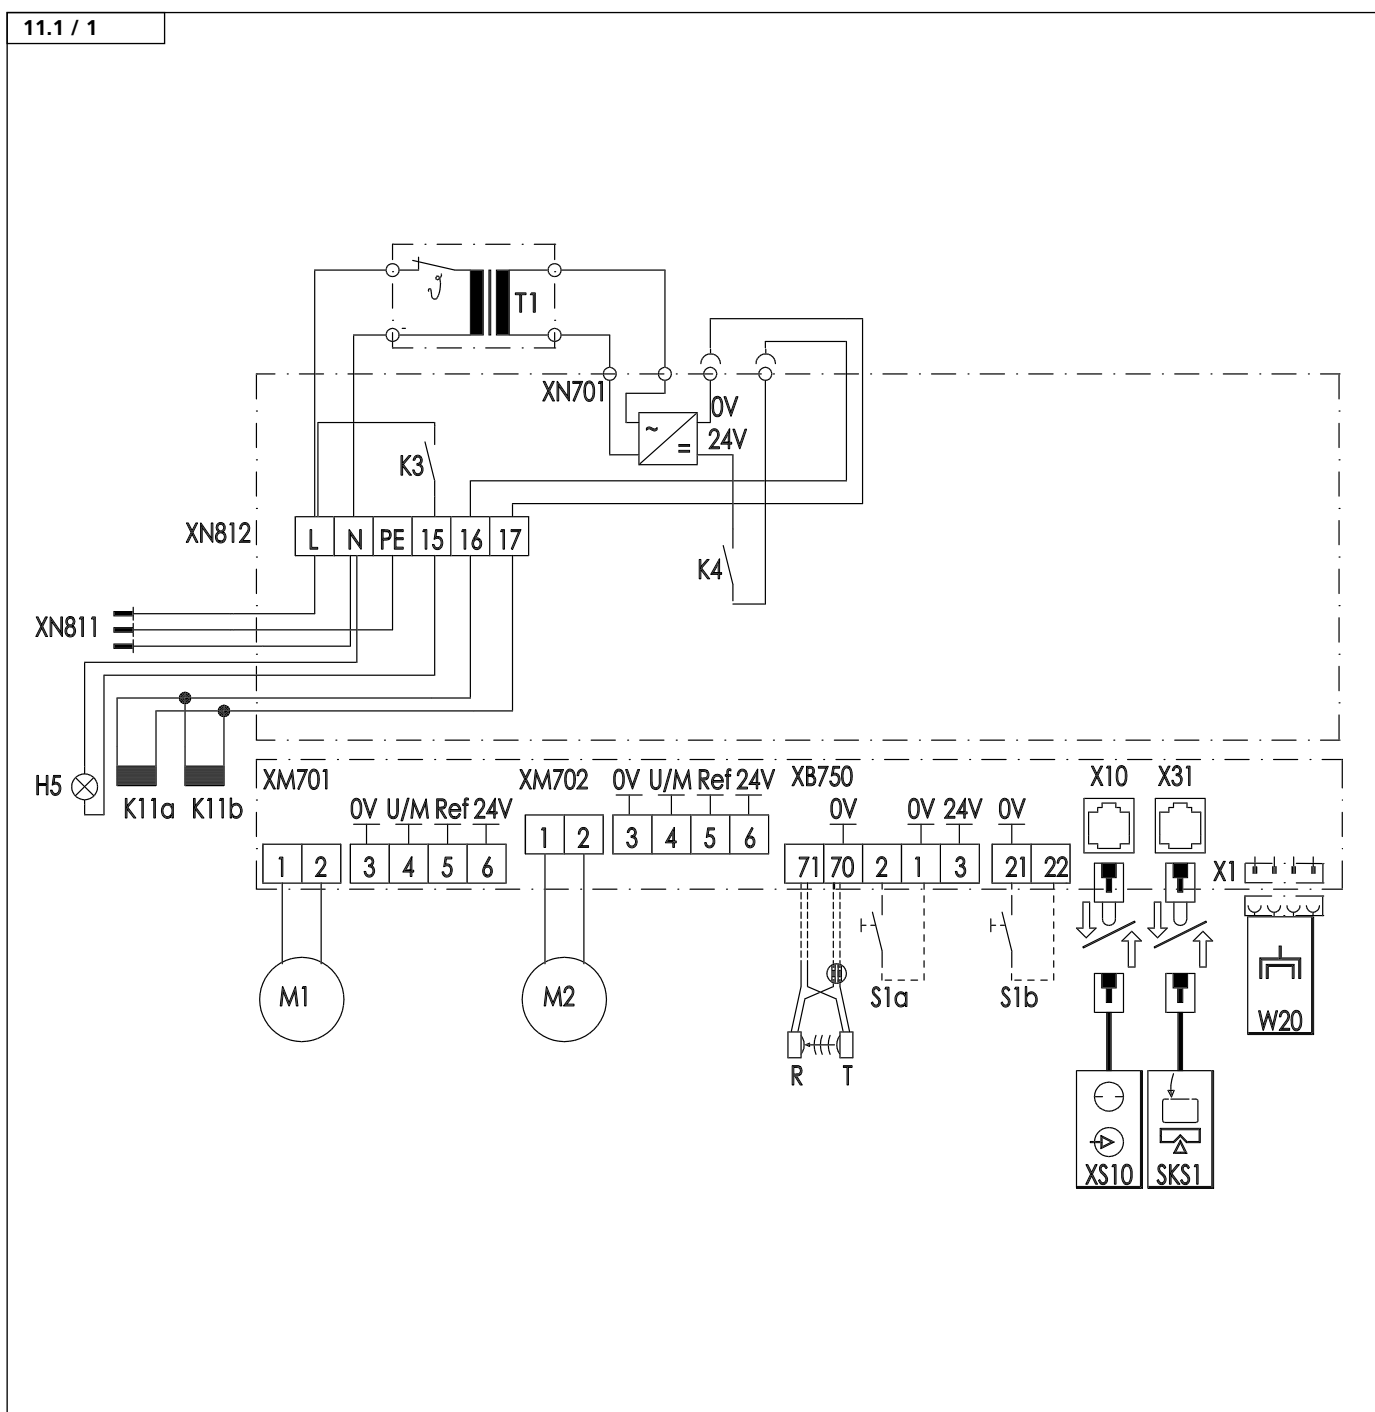 11.1 / 1
T1
XN701
0V
24V
K3
XN812
L N PE 15 16 17
K4
XN811
H5
K11a K11b
XM701
0V U/M Ref 24V
1 2 3 4 5 6
XM702
0V U/M Ref 24V
1 2 3 4 5 6
XB750
0V 0V 24V 0V
71 70 2 1 3 21 22
X10 X31
X1
M1 M2
S1a S1b
R T
W20
XS10 SKS1